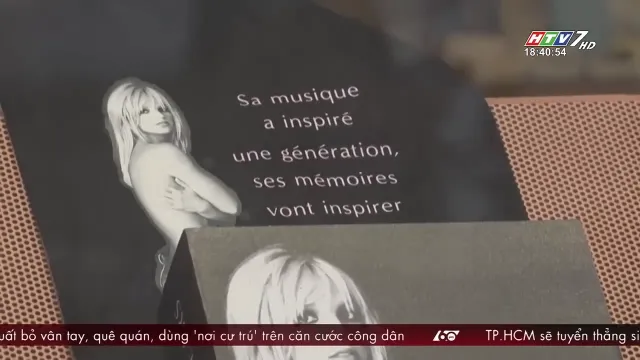 HTV7 HD
18:40:54
Sa musique
a inspiré
une génération,
ses mémoires
vont inspirer
uất bỏ vân tay, quê quán, dùng 'nơi cư trú' trên căn cước công dân
TP.HCM sẽ tuyển thẳng si